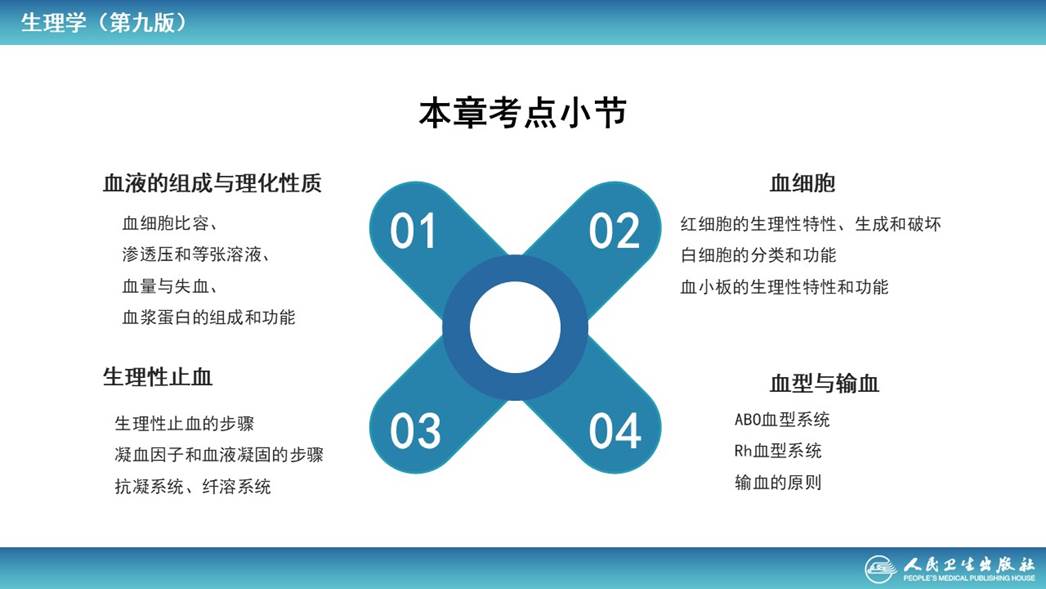 生理学（第九版）
本章考点小节
血液的组成与理化性质
血细胞比容、
渗透压和等张溶液、
血量与失血、
血浆蛋白的组成和功能
01
02
血细胞
红细胞的生理性特性、生成和破坏
白细胞的分类和功能
血小板的生理性特性和功能
生理性止血
生理性止血的步骤
凝血因子和血液凝固的步骤
抗凝系统、纤溶系统
03
04
血型与输血
ABO血型系统
Rh血型系统
输血的原则
人民卫生出版社
PEOPLE'S MEDICAL PUBLISHING HOUSE